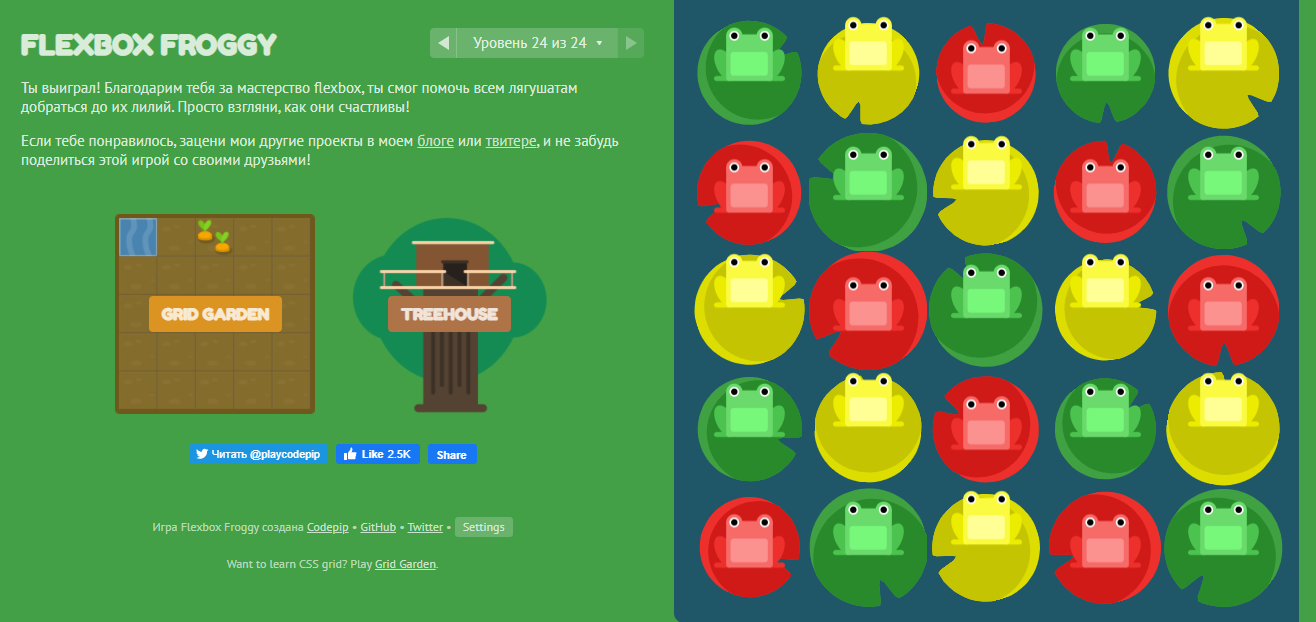 FLEXBOX FROGGY
Уровень 24 из 24
Ты выиграл! Благодарим тебя за мастерство flexbox, ты смог помочь всем лягушатам
добраться до их лилий. Просто взгляни, как они счастливы!
Если тебе понравилось, зацени мои другие проекты в моем блоге или твитере, и не забудь
поделиться этой игрой со своими друзьями!
GRID GARDEN
TREEHOUSE
Читать @playcodepip
Like 2.5K
Share
Игра Flexbox Froggy создана Codepip • GitHub • Twitter • Settings
Want to learn CSS grid? Play Grid Garden.